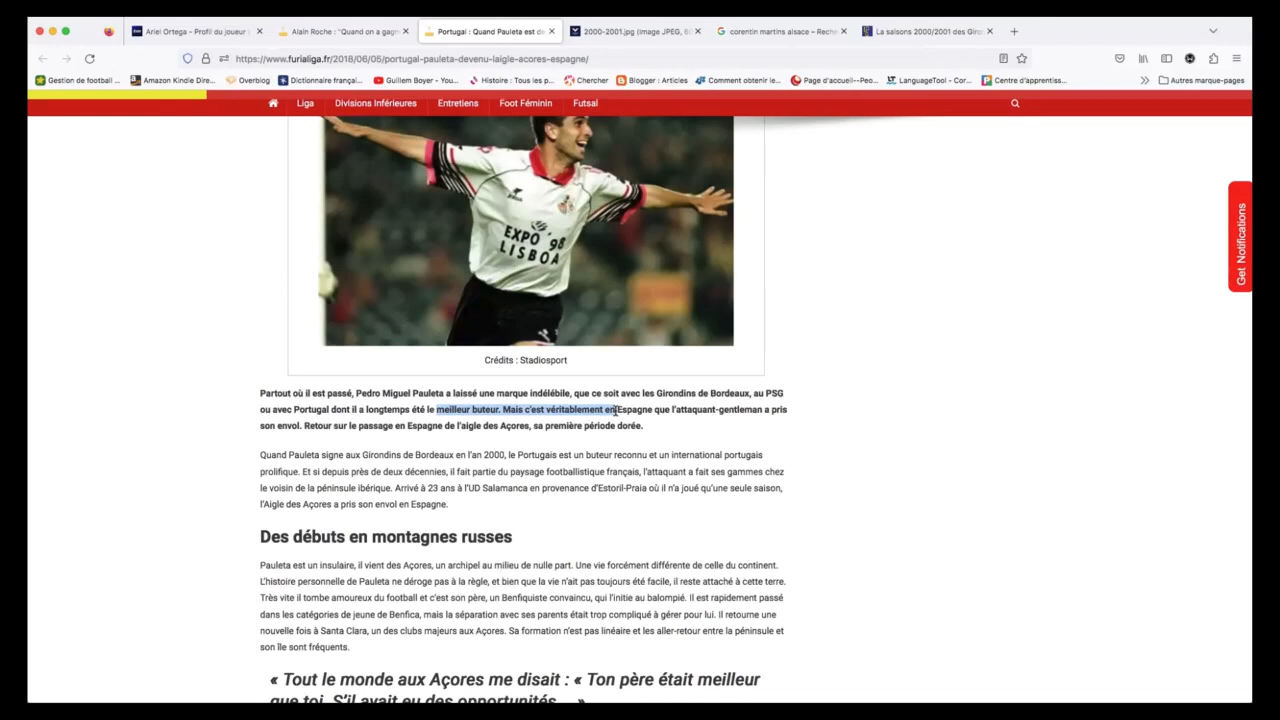 Ariel Ortega - Profil du joueur
Alain Roche : "Quand on a gagn
Portugal : Quand Pauleta est de
2000-2001.jpg (image JPEG, 8
corentin martins alsace – Reche
La saisons 2000/2001 des Giron
https://www.furialiga.fr/2018/06/05/portugal-pauleta-devenu-laigle-acores-espagne/
Gestion de football ...
Amazon Kindle Dire...
Overblog
Dictionnaire françai...
Guillem Boyer - You...
Histoire : Tous les p...
Chercher
Blogger : Articles
Comment obtenir le...
Page d'accueil--Peo...
LanguageTool - Cor...
Centre d'apprentiss...
Autres marque-pages
Liga
Divisions Inférieures
Entretiens
Foot Féminin
Futsal
EXPO '98
LISBOA
Get Notifications
Crédits : Stadiosport
Partout où il est passé, Pedro Miguel Pauleta a laissé une marque indélébile, que ce soit avec les Girondins de Bordeaux, au PSG
ou avec Portugal dont il a longtemps été le meilleur buteur. Mais c'est véritablement en Espagne que l'attaquant-gentleman a pris
son envol. Retour sur le passage en Espagne de l'aigle des Açores, sa première période dorée.
Quand Pauleta signe aux Girondins de Bordeaux en l'an 2000, le Portugais est un buteur reconnu et un international portugais
prolifique. Et si depuis près de deux décennies, il fait partie du paysage footballistique français, l'attaquant a fait ses gammes chez
le voisin de la péninsule ibérique. Arrivé à 23 ans à l'UD Salamanca en provenance d'Estoril-Praia où il n'a joué qu'une seule saison,
l'Aigle des Açores a pris son envol en Espagne.
Des débuts en montagnes russes
Pauleta est un insulaire, il vient des Açores, un archipel au milieu de nulle part. Une vie forcément différente de celle du continent.
L'histoire personnelle de Pauleta ne déroge pas à la règle, et bien que la vie n'ait pas toujours été facile, il reste attaché à cette terre.
Très vite il tombe amoureux du football et c'est son père, un Benfiquiste convaincu, qui l'initie au balompié. Il est rapidement passé
dans les catégories de jeune de Benfica, mais la séparation avec ses parents était trop compliqué à gérer pour lui. Il retourne une
nouvelle fois à Santa Clara, un des clubs majeurs aux Açores. Sa formation n'est pas linéaire et les aller-retour entre la péninsule et
son île sont fréquents.
« Tout le monde aux Açores me disait : « Ton père était meilleur
que toi. S'il avait eu des opportunités... »